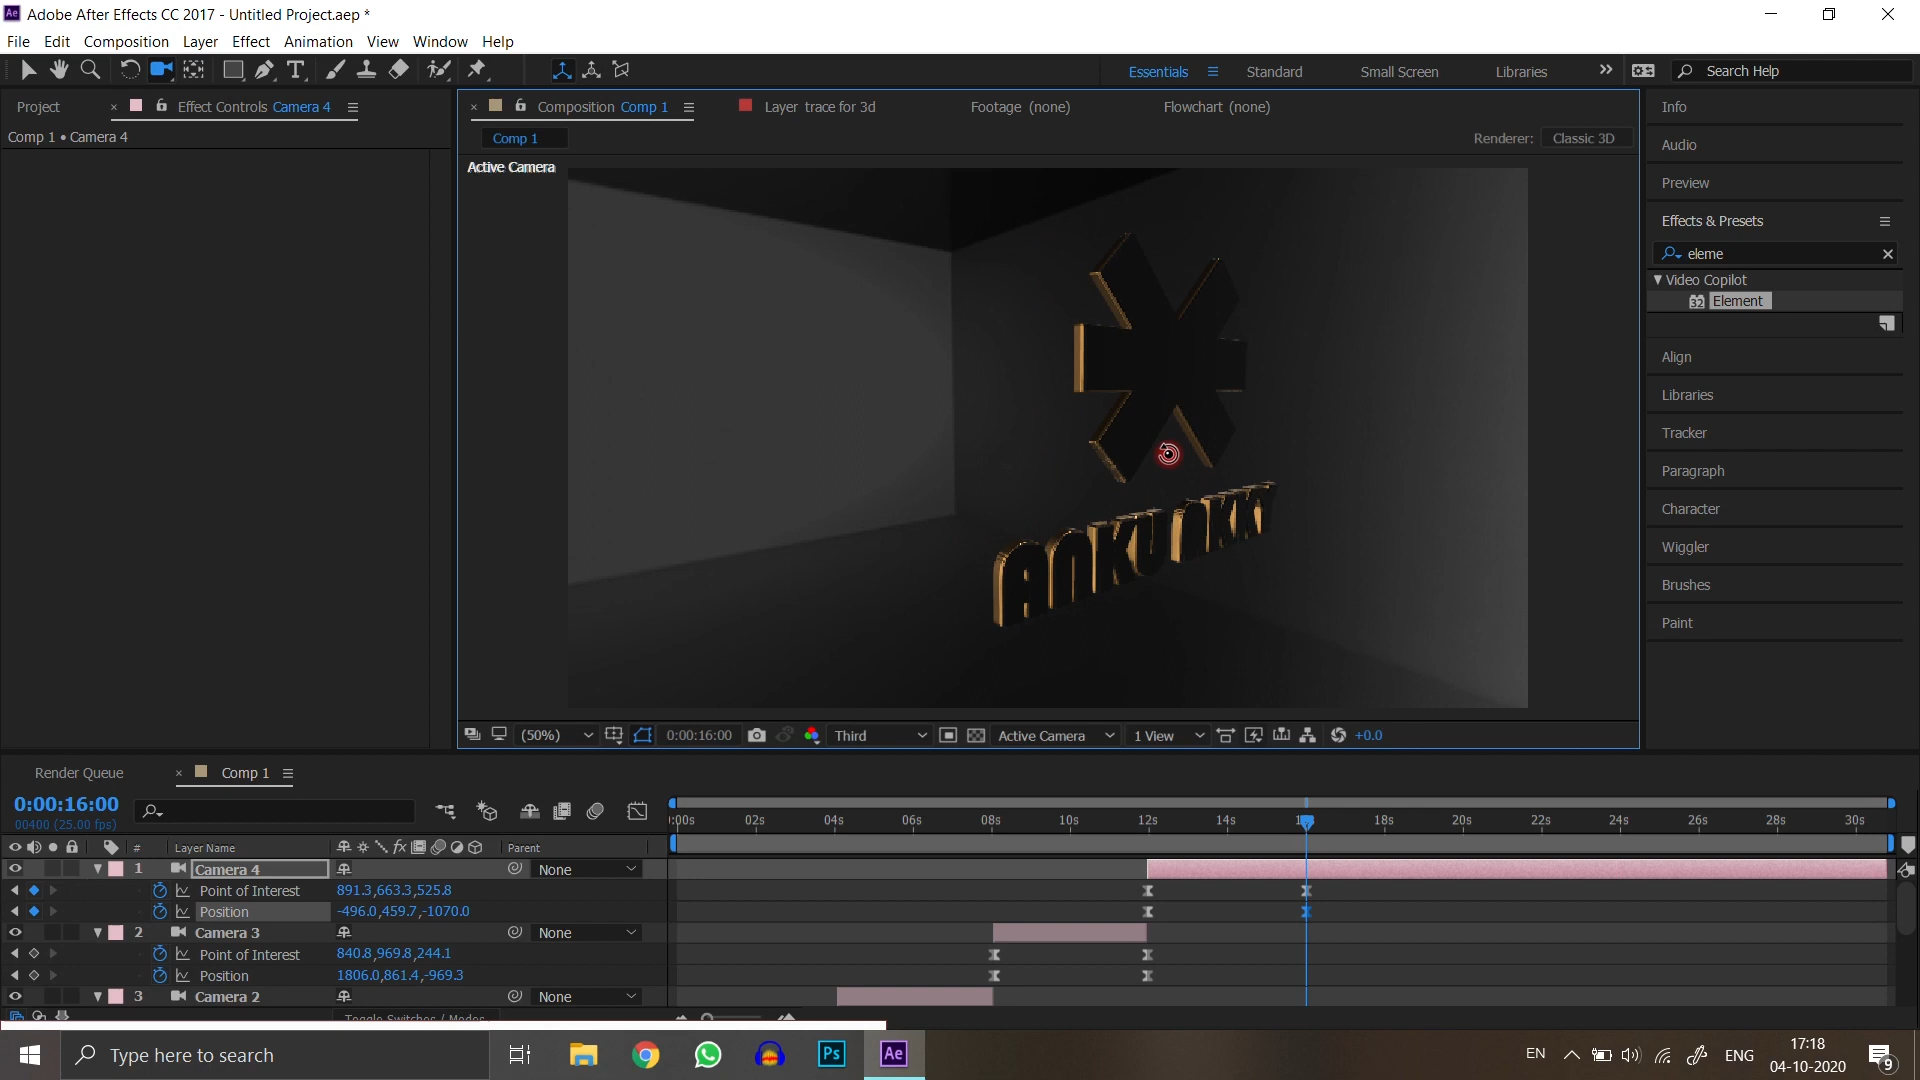 Adobe After Effects CC 2017 - Untitled Project.aep *
File Edit Composition Layer Effect Animation View Window Help
Essentials Standard Small Screen Libraries Search Help
Project Effect Controls Camera 4
Comp 1 • Camera 4
Composition Comp 1 Layer trace for 3d Footage (none) Flowchart (none)
Comp 1 Renderer: Classic 3D
Active Camera
ANKUNKKY
(50%) 0:00:16:00 Third Active Camera 1 View +0.0
Info
Audio
Preview
Effects & Presets
eleme
Video Copilot
32 Element
Align
Libraries
Tracker
Paragraph
Character
Wiggler
Brushes
Paint
Render Queue Comp 1
0:00:16:00
00400 (25.00 fps)
:00s 02s 04s 06s 08s 10s 12s 14s 18s 20s 22s 24s 26s 28s 30s
# Layer Name Parent
1 Camera 4 None
Point of Interest 891.3,663.3,525.8
Position -496.0,459.7,-1070.0
2 Camera 3 None
Point of Interest 840.8,969.8,244.1
Position 1806.0,861.4,-969.3
3 Camera 2 None
Toggle Switches / Modes
Type here to search
Ps Ae
EN ENG
17:18
04-10-2020
9